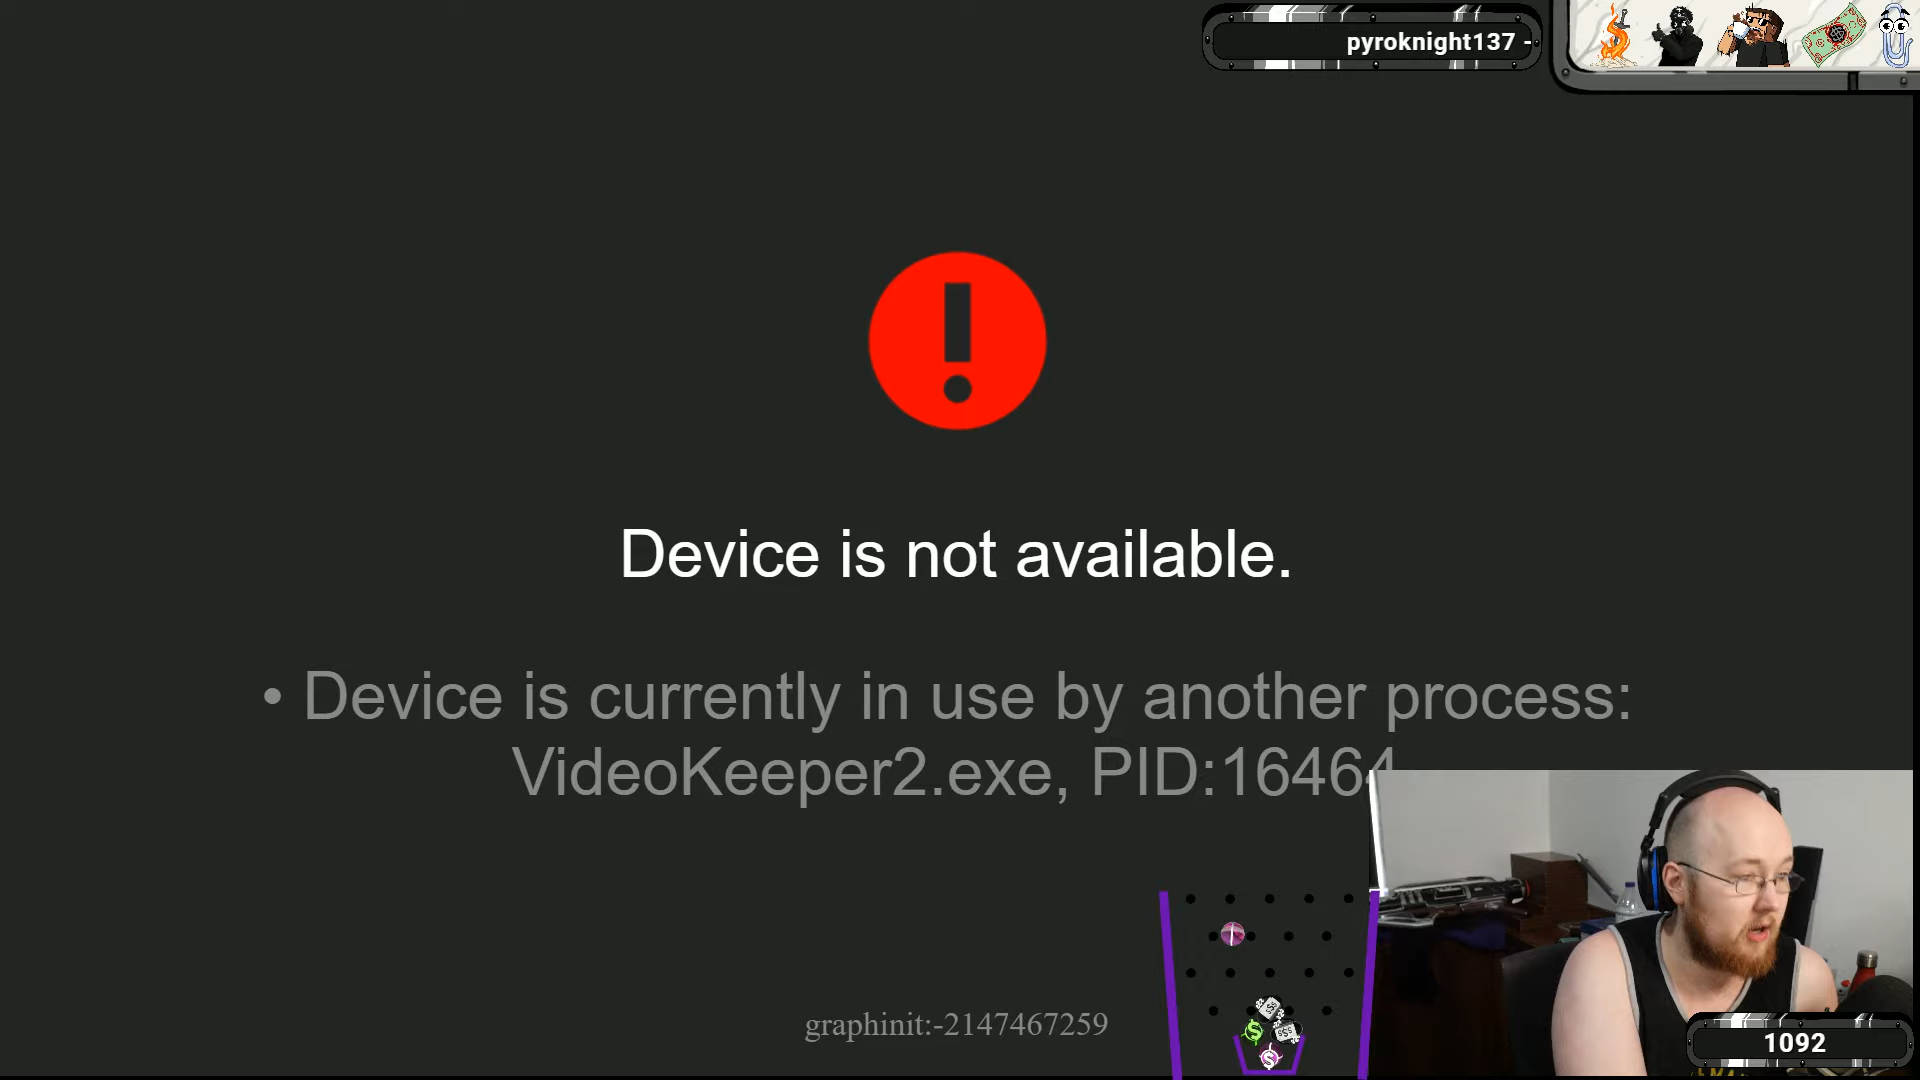 pyroknight137 -
Device is not available.
• Device is currently in use by another process:
VideoKeeper2.exe, PID:16464
graphinit:-2147467259
1092